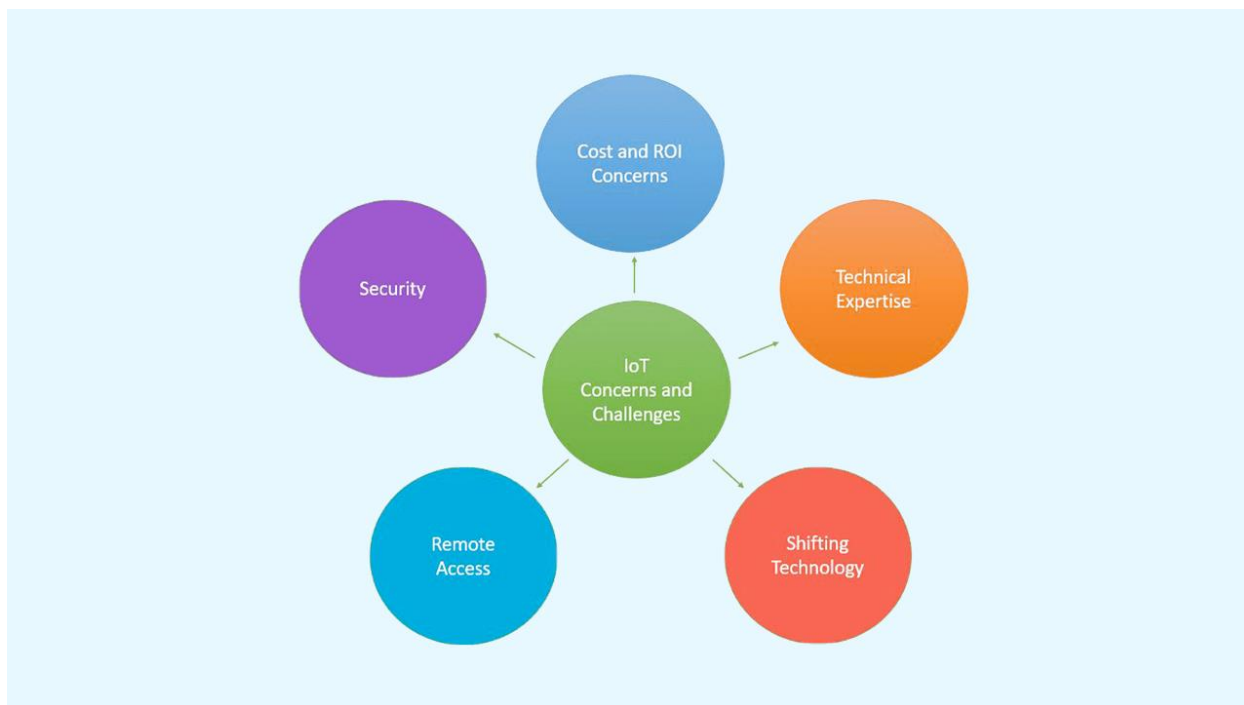 Cost and ROI
Concerns
Security
Technical
Expertise
IoT
Concerns and
Challenges
Remote
Access
Shifting
Technology